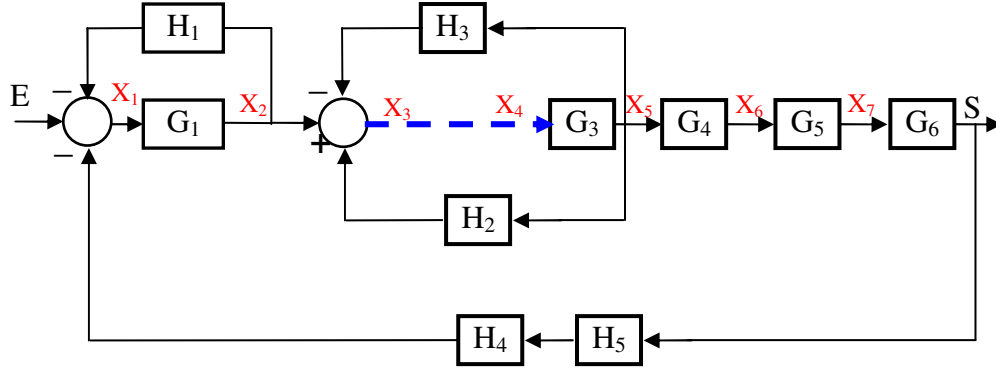 H₁
H₃
E
−
X₁
G₁
X₂
−
+
X₃
X₄
G₃
X₅
G₄
X₆
G₅
X₇
G₆
S
−
H₂
H₄
H₅